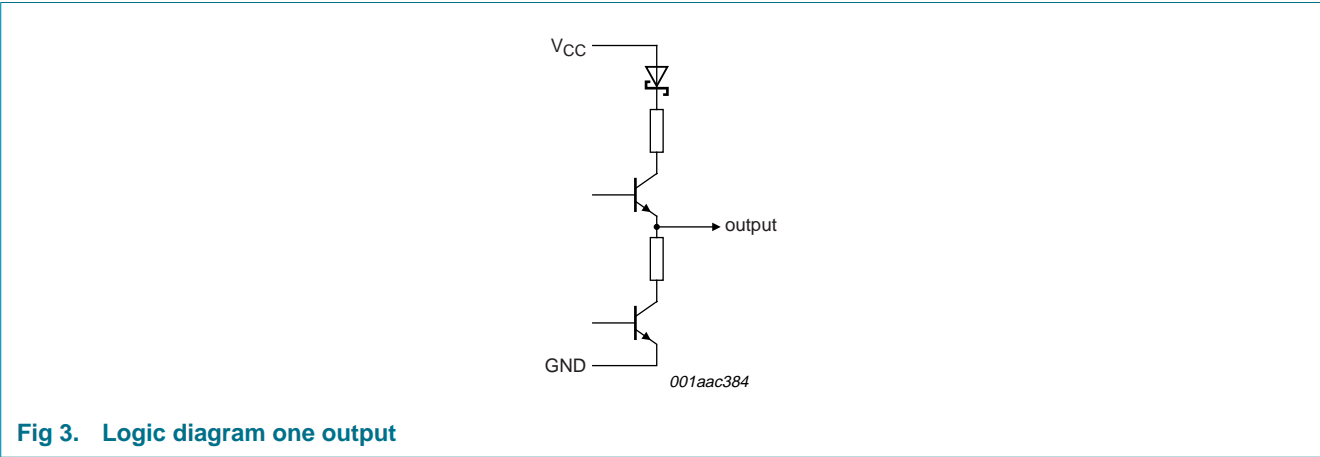 VCC
output
GND
001aac384
Fig 3. Logic diagram one output